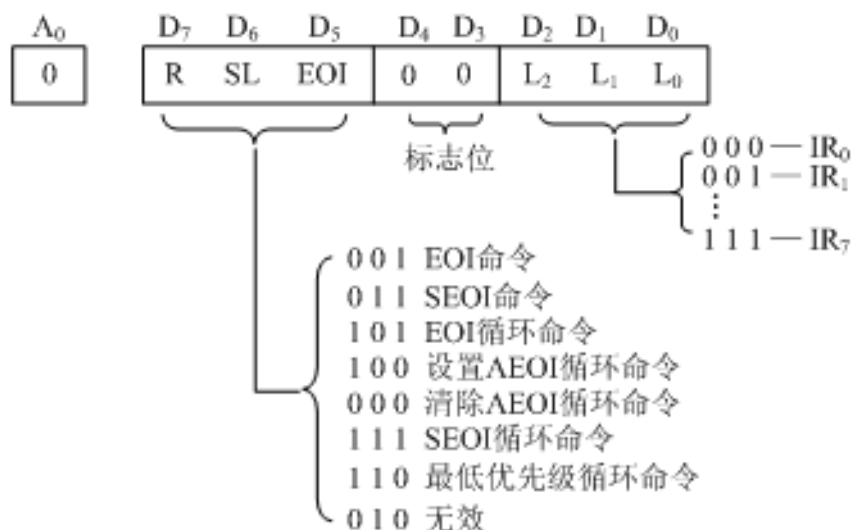 A₀ D₇ D₆ D₅ D₄ D₃ D₂ D₁ D₀
0 R SL EOI 0 0 L₂ L₁ L₀
标志位
0 0 0 — IR₀
0 0 1 — IR₁
⋮
1 1 1 — IR₇
0 0 1 EOI命令
0 1 1 SEOI命令
1 0 1 EOI循环命令
1 0 0 设置AEOI循环命令
0 0 0 清除AEOI循环命令
1 1 1 SEOI循环命令
1 1 0 最低优先级循环命令
0 1 0 无效